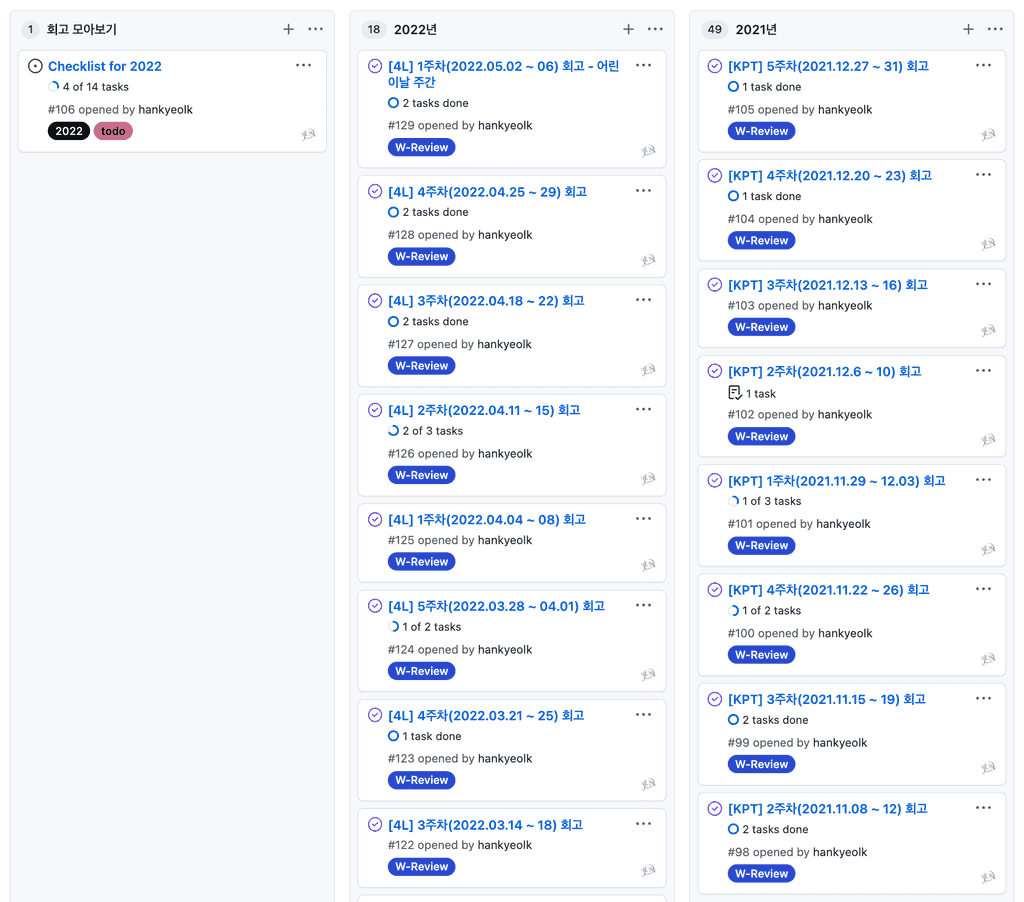 1 회고 모아보기
Checklist for 2022
4 of 14 tasks
#106 opened by hankyeolk
2022 todo
18 2022년
[4L] 1주차(2022.05.02 ~ 06) 회고 - 어린
이날 주간
2 tasks done
#129 opened by hankyeolk
W-Review
[4L] 4주차(2022.04.25 ~ 29) 회고
2 tasks done
#128 opened by hankyeolk
W-Review
[4L] 3주차(2022.04.18 ~ 22) 회고
2 tasks done
#127 opened by hankyeolk
W-Review
[4L] 2주차(2022.04.11 ~ 15) 회고
2 of 3 tasks
#126 opened by hankyeolk
W-Review
[4L] 1주차(2022.04.04 ~ 08) 회고
#125 opened by hankyeolk
W-Review
[4L] 5주차(2022.03.28 ~ 04.01) 회고
1 of 2 tasks
#124 opened by hankyeolk
W-Review
[4L] 4주차(2022.03.21 ~ 25) 회고
1 task done
#123 opened by hankyeolk
W-Review
[4L] 3주차(2022.03.14 ~ 18) 회고
#122 opened by hankyeolk
W-Review
49 2021년
[KPT] 5주차(2021.12.27 ~ 31) 회고
1 task done
#105 opened by hankyeolk
W-Review
[KPT] 4주차(2021.12.20 ~ 23) 회고
1 task done
#104 opened by hankyeolk
W-Review
[KPT] 3주차(2021.12.13 ~ 16) 회고
#103 opened by hankyeolk
W-Review
[KPT] 2주차(2021.12.6 ~ 10) 회고
1 task
#102 opened by hankyeolk
W-Review
[KPT] 1주차(2021.11.29 ~ 12.03) 회고
1 of 3 tasks
#101 opened by hankyeolk
W-Review
[KPT] 4주차(2021.11.22 ~ 26) 회고
1 of 2 tasks
#100 opened by hankyeolk
W-Review
[KPT] 3주차(2021.11.15 ~ 19) 회고
2 tasks done
#99 opened by hankyeolk
W-Review
[KPT] 2주차(2021.11.08 ~ 12) 회고
2 tasks done
#98 opened by hankyeolk
W-Review